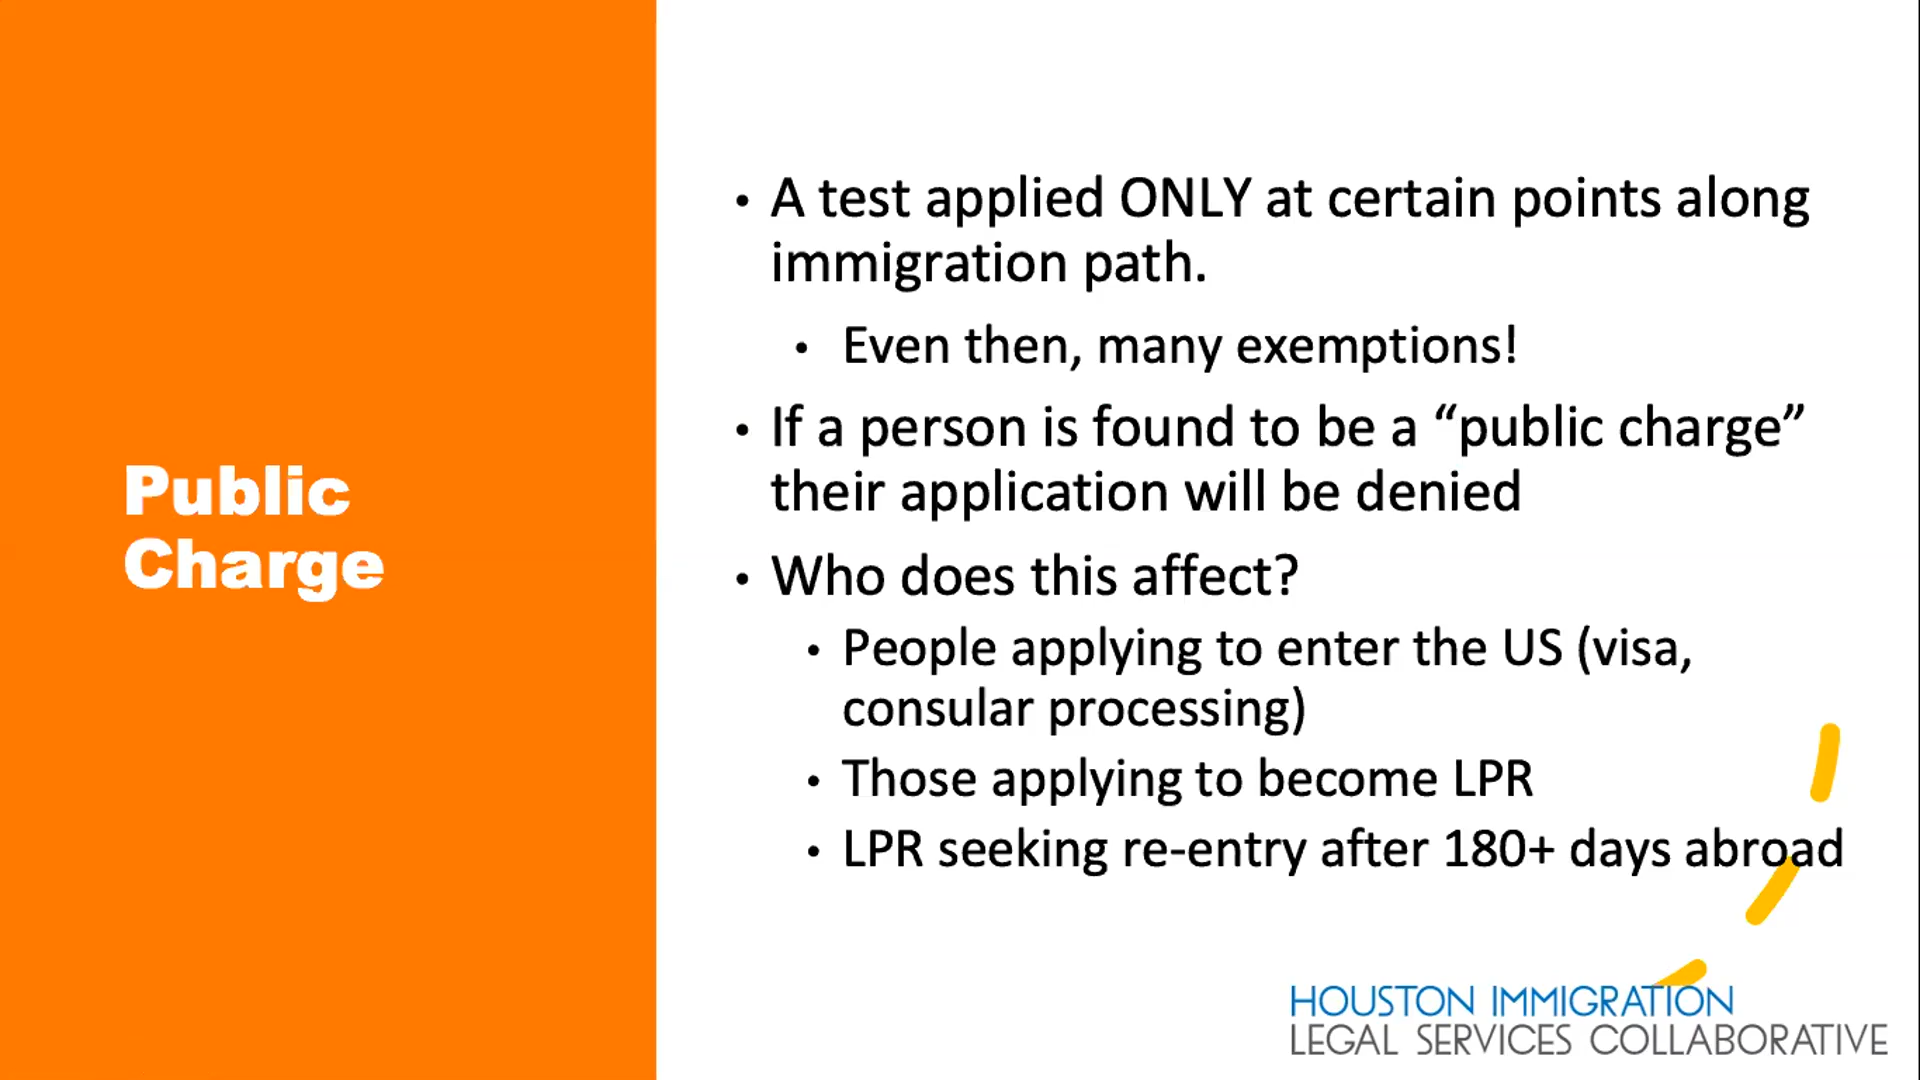 Public
Charge
• A test applied ONLY at certain points along
immigration path.
• Even then, many exemptions!
• If a person is found to be a “public charge”
their application will be denied
• Who does this affect?
• People applying to enter the US (visa,
consular processing)
• Those applying to become LPR
• LPR seeking re-entry after 180+ days abroad
HOUSTON IMMIGRATION
LEGAL SERVICES COLLABORATIVE